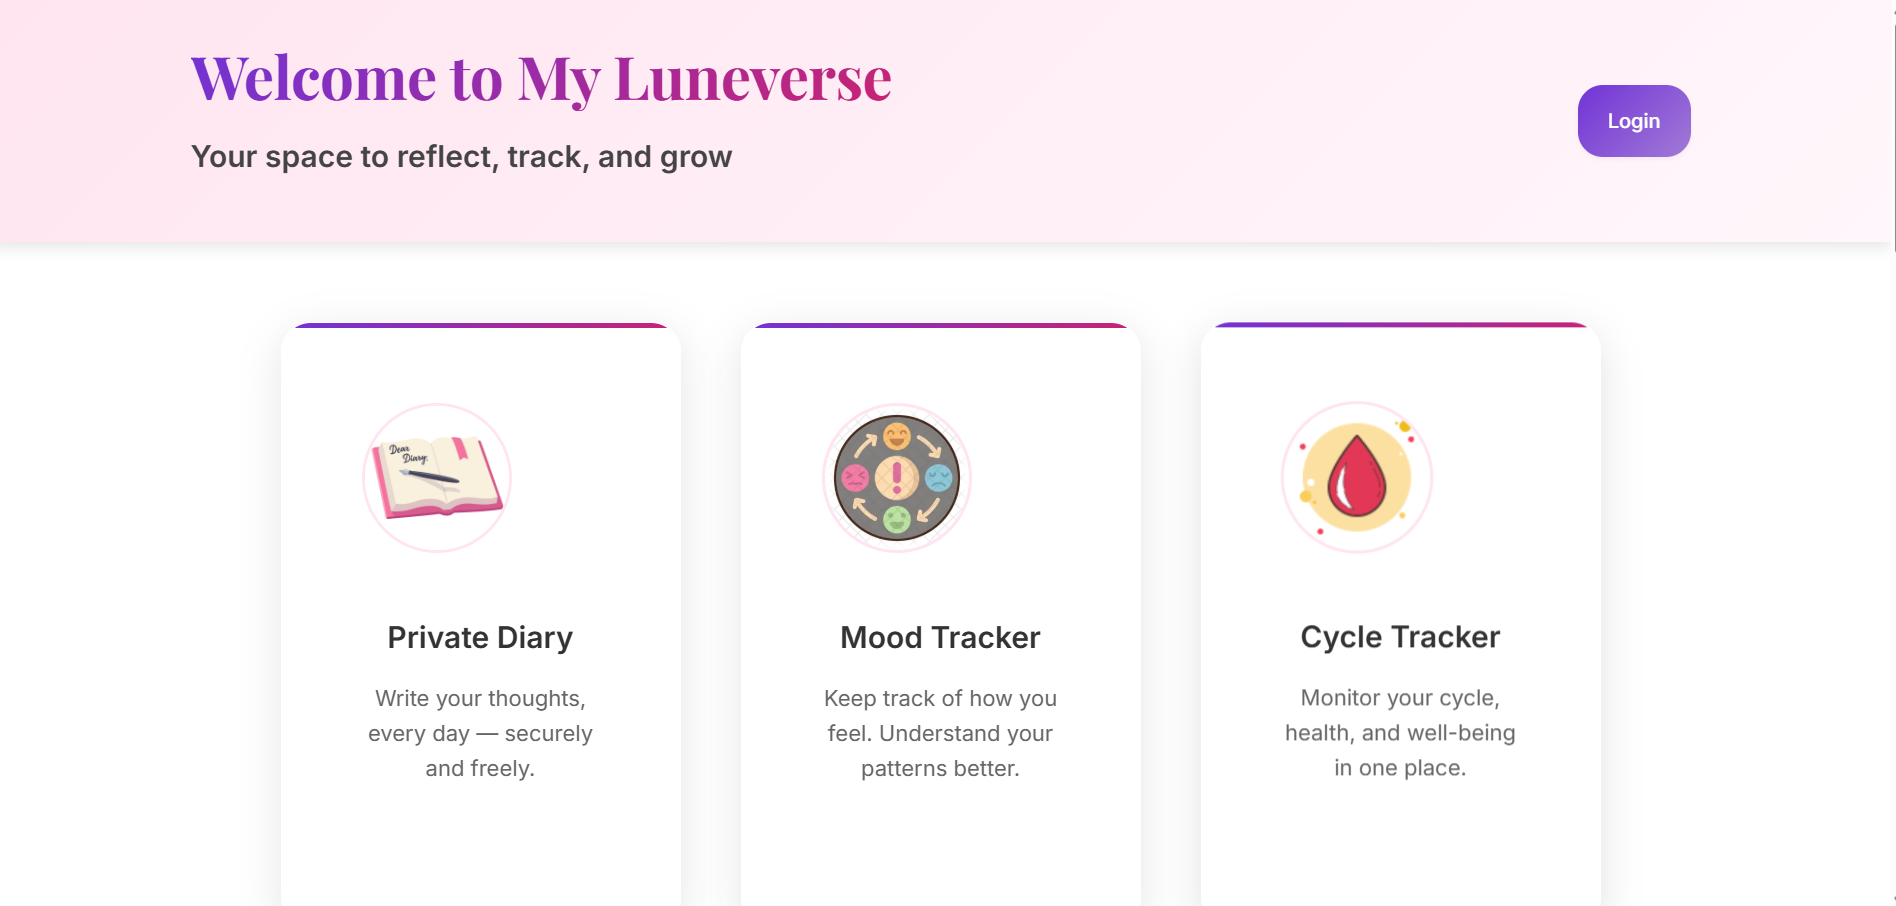 Welcome to My Luneverse
Your space to reflect, track, and grow
Login
Dear
Diary,
Private Diary
Write your thoughts,
every day — securely
and freely.
Mood Tracker
Keep track of how you
feel. Understand your
patterns better.
Cycle Tracker
Monitor your cycle,
health, and well-being
in one place.